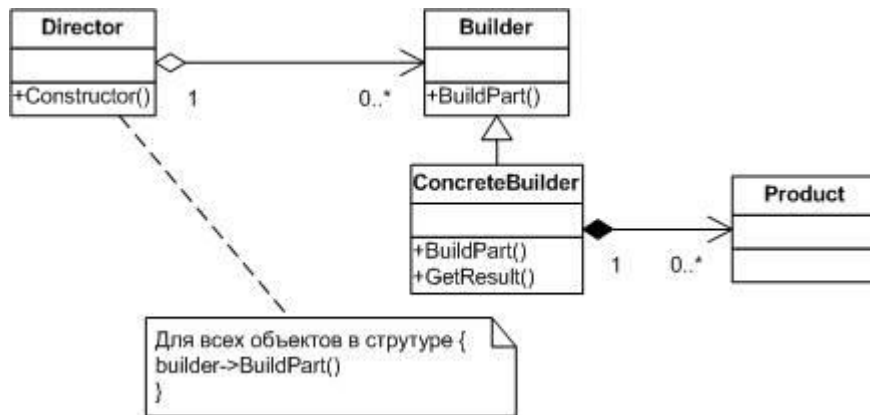 Director
+Constructor()
1
0..*
Builder
+BuildPart()
ConcreteBuilder
+BuildPart()
+GetResult()
1
0..*
Product
Для всех объектов в струтуре {
builder->BuildPart()
}